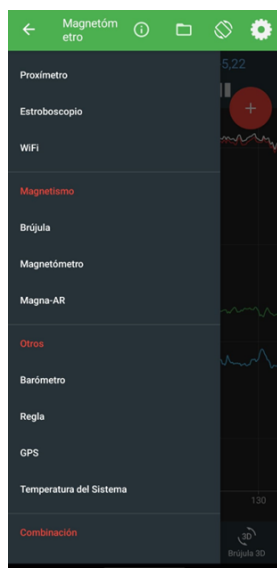 Magnetóm
etro
5,22
Proxímetro
Estroboscopio
WiFi
Magnetismo
Brújula
Magnetómetro
Magna-AR
Otros
Barómetro
Regla
GPS
Temperatura del Sistema
130
Combinación
3D
Brújula 3D